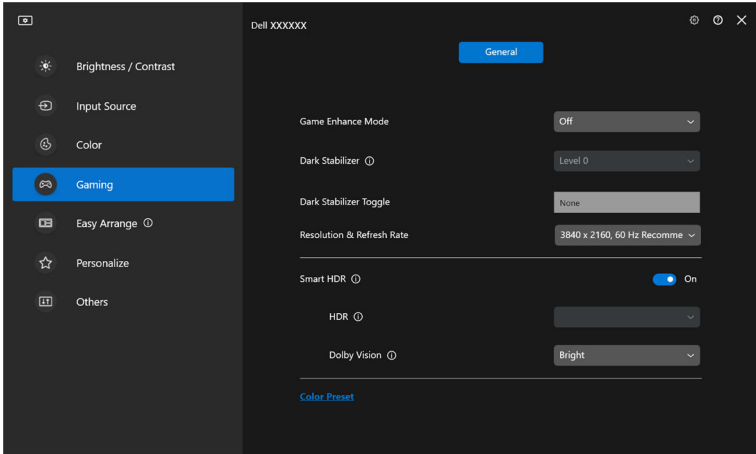 Dell XXXXXX
General
Brightness / Contrast
Input Source
Color
Gaming
Easy Arrange
Personalize
Others
Game Enhance Mode
Off
Dark Stabilizer
Level 0
Dark Stabilizer Toggle
None
Resolution & Refresh Rate
3840 x 2160, 60 Hz Recomme
Smart HDR
On
HDR
Dolby Vision
Bright
Color Preset